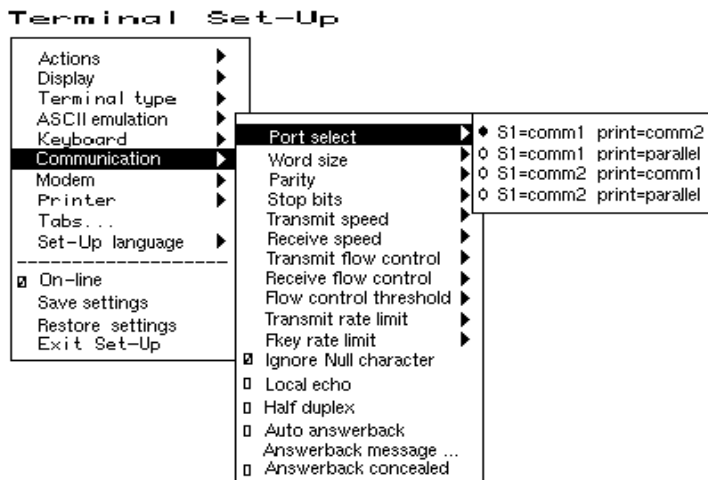 Terminal Set-Up
Actions
Display
Terminal type
ASCII emulation
Keyboard
Communication
Modem
Printer
Tabs...
Set-Up language
On-line
Save settings
Restore settings
Exit Set-Up
Port select
Word size
Parity
Stop bits
Transmit speed
Receive speed
Transmit flow control
Receive flow control
Flow control threshold
Transmit rate limit
Fkey rate limit
Ignore Null character
Local echo
Half duplex
Auto answerback
Answerback message ...
Answerback concealed
S1=comm1 print=comm2
S1=comm1 print=parallel
S1=comm2 print=comm1
S1=comm2 print=parallel